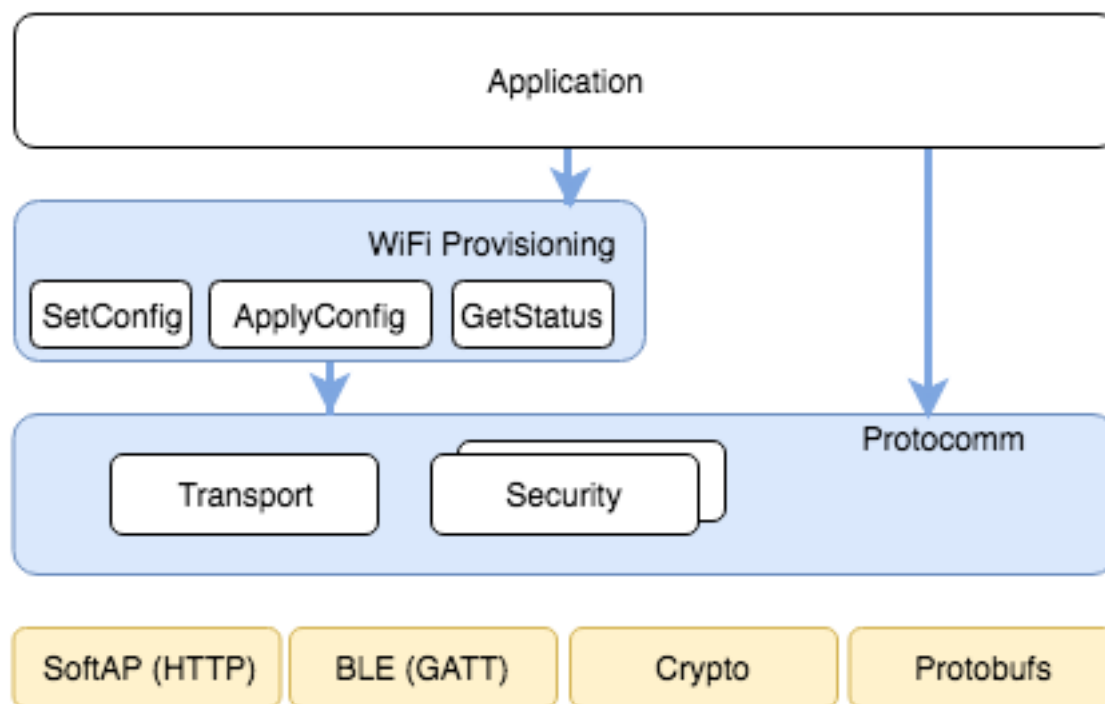 Application
WiFi Provisioning
SetConfig ApplyConfig GetStatus
Protocomm
Transport Security
SoftAP (HTTP) BLE (GATT) Crypto Protobufs